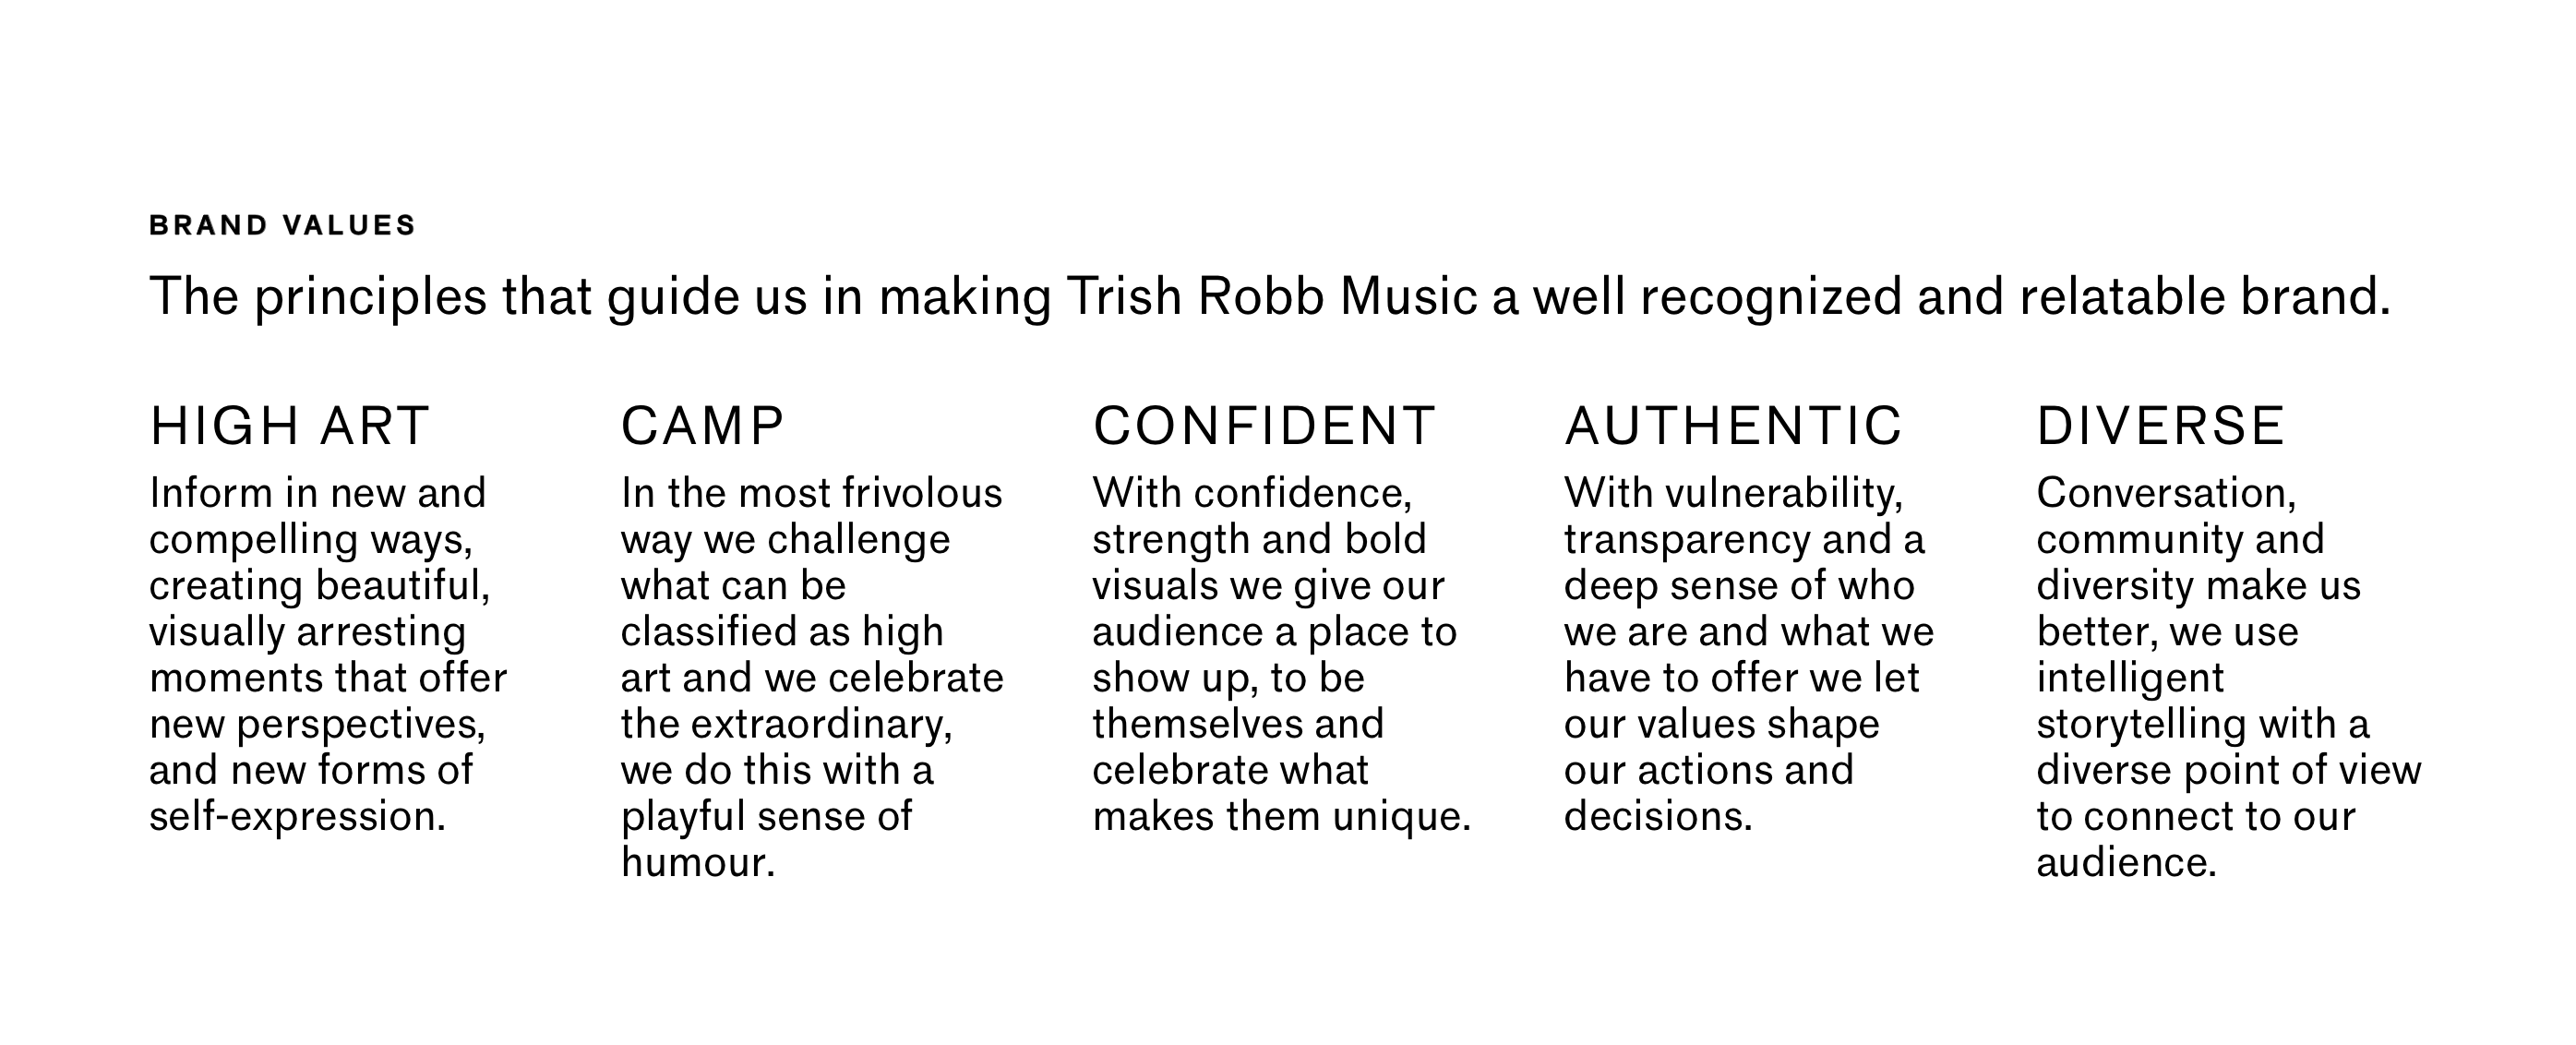 BRAND VALUES
The principles that guide us in making Trish Robb Music a well recognized and relatable brand.
HIGH ART
Inform in new and
compelling ways,
creating beautiful,
visually arresting
moments that offer
new perspectives,
and new forms of
self-expression.
CAMP
In the most frivolous
way we challenge
what can be
classified as high
art and we celebrate
the extraordinary,
we do this with a
playful sense of
humour.
CONFIDENT
With confidence,
strength and bold
visuals we give our
audience a place to
show up, to be
themselves and
celebrate what
makes them unique.
AUTHENTIC
With vulnerability,
transparency and a
deep sense of who
we are and what we
have to offer we let
our values shape
our actions and
decisions.
DIVERSE
Conversation,
community and
diversity make us
better, we use
intelligent
storytelling with a
diverse point of view
to connect to our
audience.